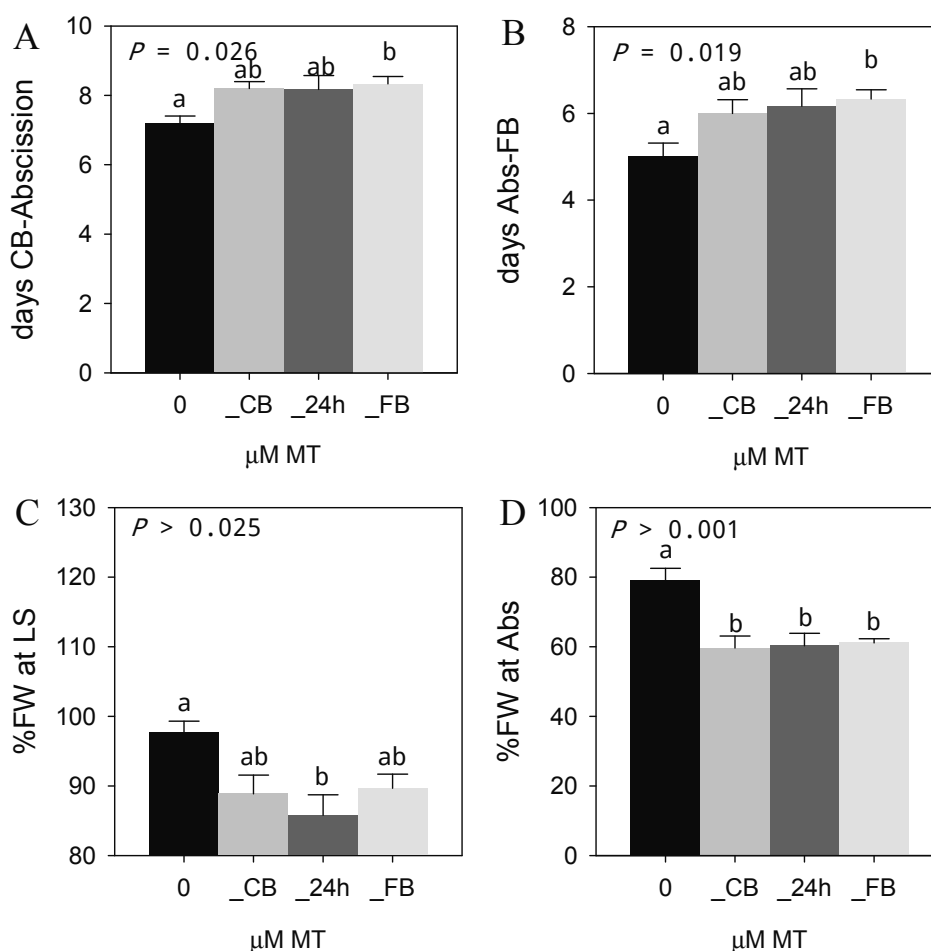 A
P = 0.026
days CB-Abscission
10
8
6
4
2
0
a
ab
ab
b
0 _CB _24h _FB
μM MT
B
P = 0.019
days Abs-FB
8
6
4
2
0
a
ab
ab
b
0 _CB _24h _FB
μM MT
C
P > 0.025
%FW at LS
130
120
110
100
90
80
a
ab
b
ab
0 _CB _24h _FB
μM MT
D
P > 0.001
%FW at Abs
100
80
60
40
20
0
a
b
b
b
0 _CB _24h _FB
μM MT